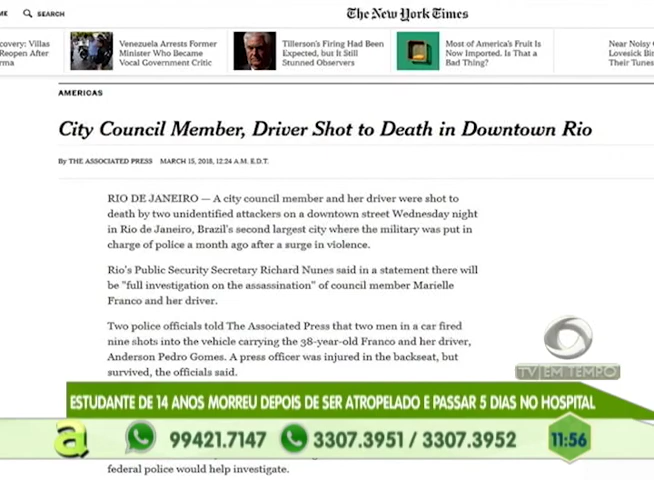 ME
SEARCH
The New York Times
covery: Villas
Reopen After
rma
Venezuela Arrests Former
Minister Who Became
Vocal Government Critic
Tillerson's Firing Had Been
Expected, but It Still
Stunned Observers
Most of America's Fruit Is
Now Imported. Is That a
Bad Thing?
Near Noisy
Lovesick Bir
Their Tunes
AMERICAS
City Council Member, Driver Shot to Death in Downtown Rio
By THE ASSOCIATED PRESS MARCH 15, 2018, 12:24 A.M. E.D.T.
RIO DE JANEIRO — A city council member and her driver were shot to
death by two unidentified attackers on a downtown street Wednesday night
in Rio de Janeiro, Brazil's second largest city where the military was put in
charge of police a month ago after a surge in violence.
Rio's Public Security Secretary Richard Nunes said in a statement there will
be "full investigation on the assassination" of council member Marielle
Franco and her driver.
Two police officials told The Associated Press that two men in a car fired
nine shots into the vehicle carrying the 38-year-old Franco and her driver,
Anderson Pedro Gomes. A press officer was injured in the backseat, but
survived, the officials said.
TV EM TEMPO
ESTUDANTE DE 14 ANOS MORREU DEPOIS DE SER ATROPELADO E PASSAR 5 DIAS NO HOSPITAL
a 99421.7147 3307.3951 / 3307.3952 11:56
federal police would help investigate.